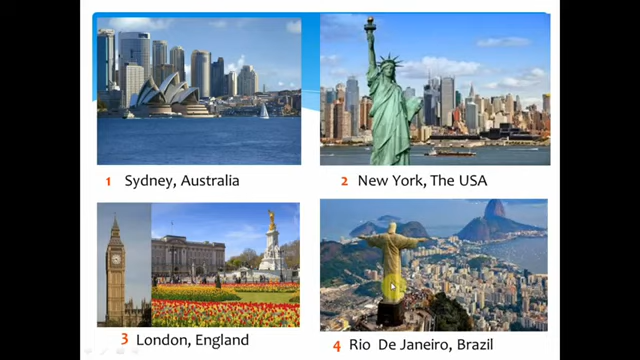 1 Sydney, Australia
2 New York, The USA
3 London, England
4 Rio De Janeiro, Brazil